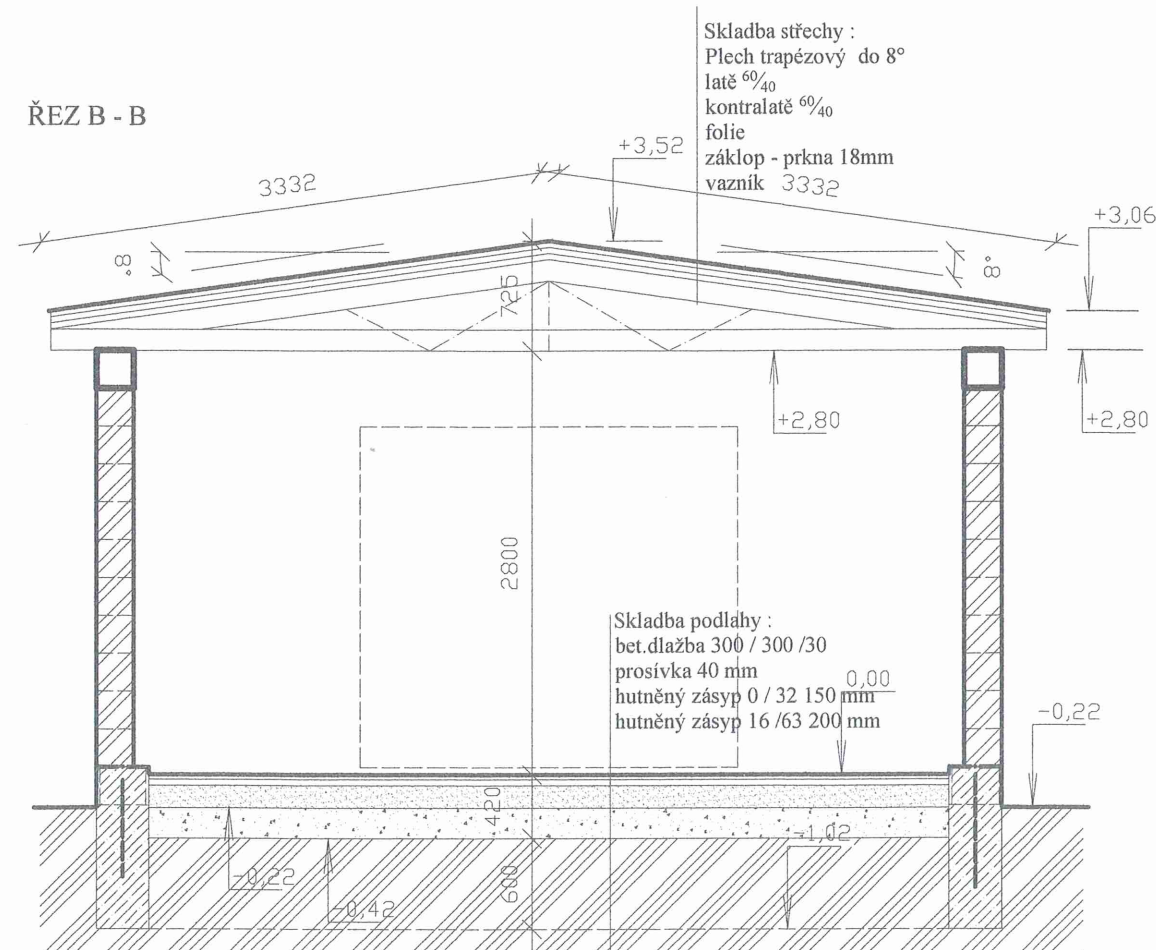 Skladba střechy :
Plech trapézový do 8°
latě 60/40
kontralatě 60/40
folie
záklop - prkna 18mm
vazník
ŘEZ B - B
+3,52
3332
3332
+3,06
8°
8°
725
+2,80
+2,80
2800
Skladba podlahy :
bet.dlažba 300 / 300 /30
prosívka 40 mm
hutněný zásyp 0 / 32 150 mm
hutněný zásyp 16 /63 200 mm
0,00
-0,22
420
-1,02
-0,22
600
-0,42